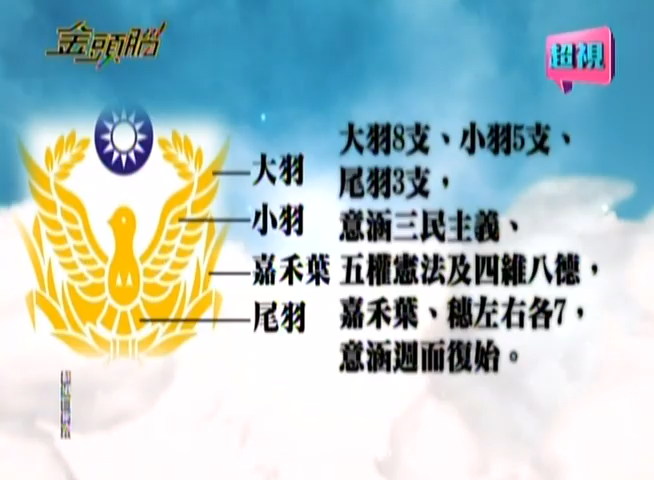 金頭腦
超視
大羽8支、小羽5支、
尾羽3支,
意涵三民主義、
五權憲法及四維八德,
嘉禾葉、穗左右各7,
意涵週而復始。
大羽
小羽
嘉禾葉
尾羽